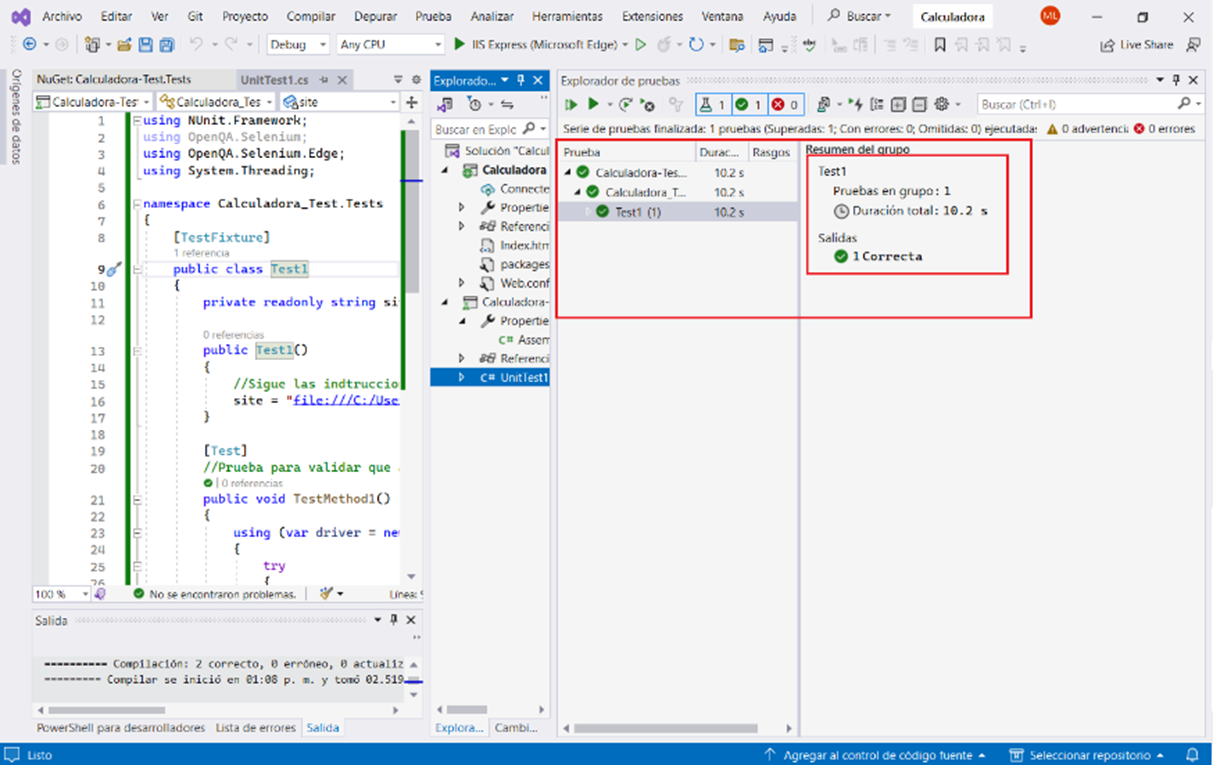 Archivo Editar Ver Git Proyecto Compilar Depurar Prueba Analizar Herramientas Extensiones Ventana Ayuda Buscar Calculadora ML
Debug Any CPU IIS Express (Microsoft Edge) Live Share
Orígenes de datos
NuGet: Calculadora-Test.Tests UnitTest1.cs
Calculadora-Tes Calculadora_Tes site
1 using NUnit.Framework;
2 using OpenQA.Selenium;
3 using OpenQA.Selenium.Edge;
4 using System.Threading;
5
6 namespace Calculadora_Test.Tests
7 {
8 [TestFixture]
1 referencia
9 public class Test1
10 {
11 private readonly string si
12
0 referencias
13 public Test1()
14 {
15 //Sigue las indtruccio
16 site = "file:///C:/Use
17 }
18
19 [Test]
20 //Prueba para validar que
0 referencias
21 public void TestMethod1()
22 {
23 using (var driver = ne
24 {
25 try
26 {
100 % No se encontraron problemas. Línea:
Salida
========== Compilación: 2 correcto, 0 erróneo, 0 actualiz
========= Compilar se inició en 01:08 p. m. y tomó 02.519
PowerShell para desarrolladores Lista de errores Salida
Explorado...
Buscar en Explc
Solución "Calcul
Calculadora
Connecte
Propertie
Referenci
Index.htm
packages
Web.conf
Calculadora-
Propertie
C# Assem
Referenci
C# UnitTest1
Explora... Cambi...
Explorador de pruebas
1 1 0 Buscar (Ctrl+I)
Serie de pruebas finalizada: 1 pruebas (Superadas: 1; Con errores: 0; Omitidas: 0) ejecutadas 0 advertenci 0 errores
Prueba Durac... Rasgos
Calculadora-Tes... 10.2 s
Calculadora_T... 10.2 s
Test1 (1) 10.2 s
Resumen del grupo
Test1
Pruebas en grupo: 1
Duración total: 10.2 s
Salidas
1 Correcta
Listo Agregar al control de código fuente Seleccionar repositorio